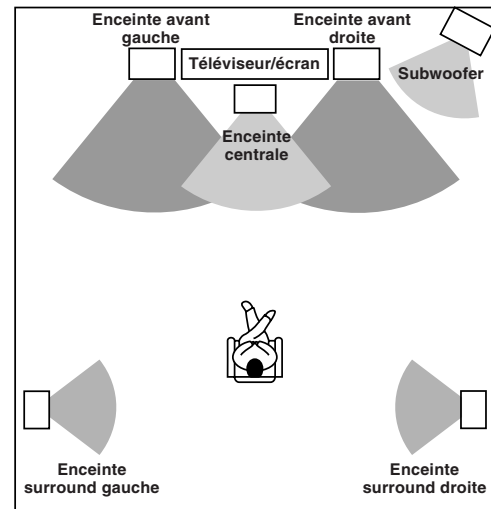 Enceinte avant
gauche
Téléviseur/écran
Enceinte avant
droite
Subwoofer
Enceinte
centrale
Enceinte
surround gauche
Enceinte
surround droite